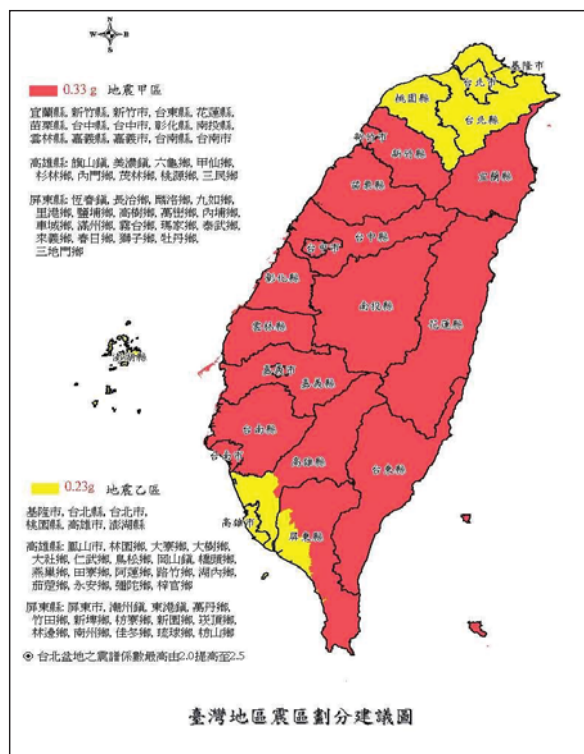 N
W E
S
0.33 g 地震甲區
宜蘭縣, 新竹縣, 新竹市, 台東縣, 花蓮縣,
苗栗縣, 台中縣, 台中市, 彰化縣, 南投縣,
雲林縣, 嘉義縣, 嘉義市, 台南縣, 台南市
高雄縣: 旗山鎮, 美濃鎮, 六龜鄉, 甲仙鄉,
杉林鄉, 內門鄉, 茂林鄉, 桃源鄉, 三民鄉
屏東縣: 恆春鎮, 長治鄉, 麟洛鄉, 九如鄉,
里港鄉, 鹽埔鄉, 高樹鄉, 萬巒鄉, 內埔鄉,
車城鄉, 滿州鄉, 霧台鄉, 瑪家鄉, 泰武鄉,
來義鄉, 春日鄉, 獅子鄉, 牡丹鄉,
三地門鄉
基隆市
台北市
桃園縣
台北縣
新竹市
新竹縣
宜蘭縣
苗栗縣
台中縣
台中市
彰化縣
南投縣
花蓮縣
雲林縣
澎湖縣
嘉義市
嘉義縣
台南縣
台南市
高雄縣
台東縣
高雄市
屏東縣
0.23g 地震乙區
基隆市, 台北縣, 台北市,
桃園縣, 高雄市, 澎湖縣
高雄縣: 鳳山市, 林園鄉, 大寮鄉, 大樹鄉,
大社鄉, 仁武鄉, 鳥松鄉, 岡山鎮, 橋頭鄉,
燕巢鄉, 田寮鄉, 阿蓮鄉, 路竹鄉, 湖內鄉,
茄萣鄉, 永安鄉, 彌陀鄉, 梓官鄉
屏東縣: 屏東市, 潮州鎮, 東港鎮, 萬丹鄉,
竹田鄉, 新埤鄉, 枋寮鄉, 新園鄉, 崁頂鄉,
林邊鄉, 南州鄉, 佳冬鄉, 琉球鄉, 枋山鄉
⊙ 台北盆地之震譜係數最高由2.0提高至2.5
臺灣地區震區劃分建議圖